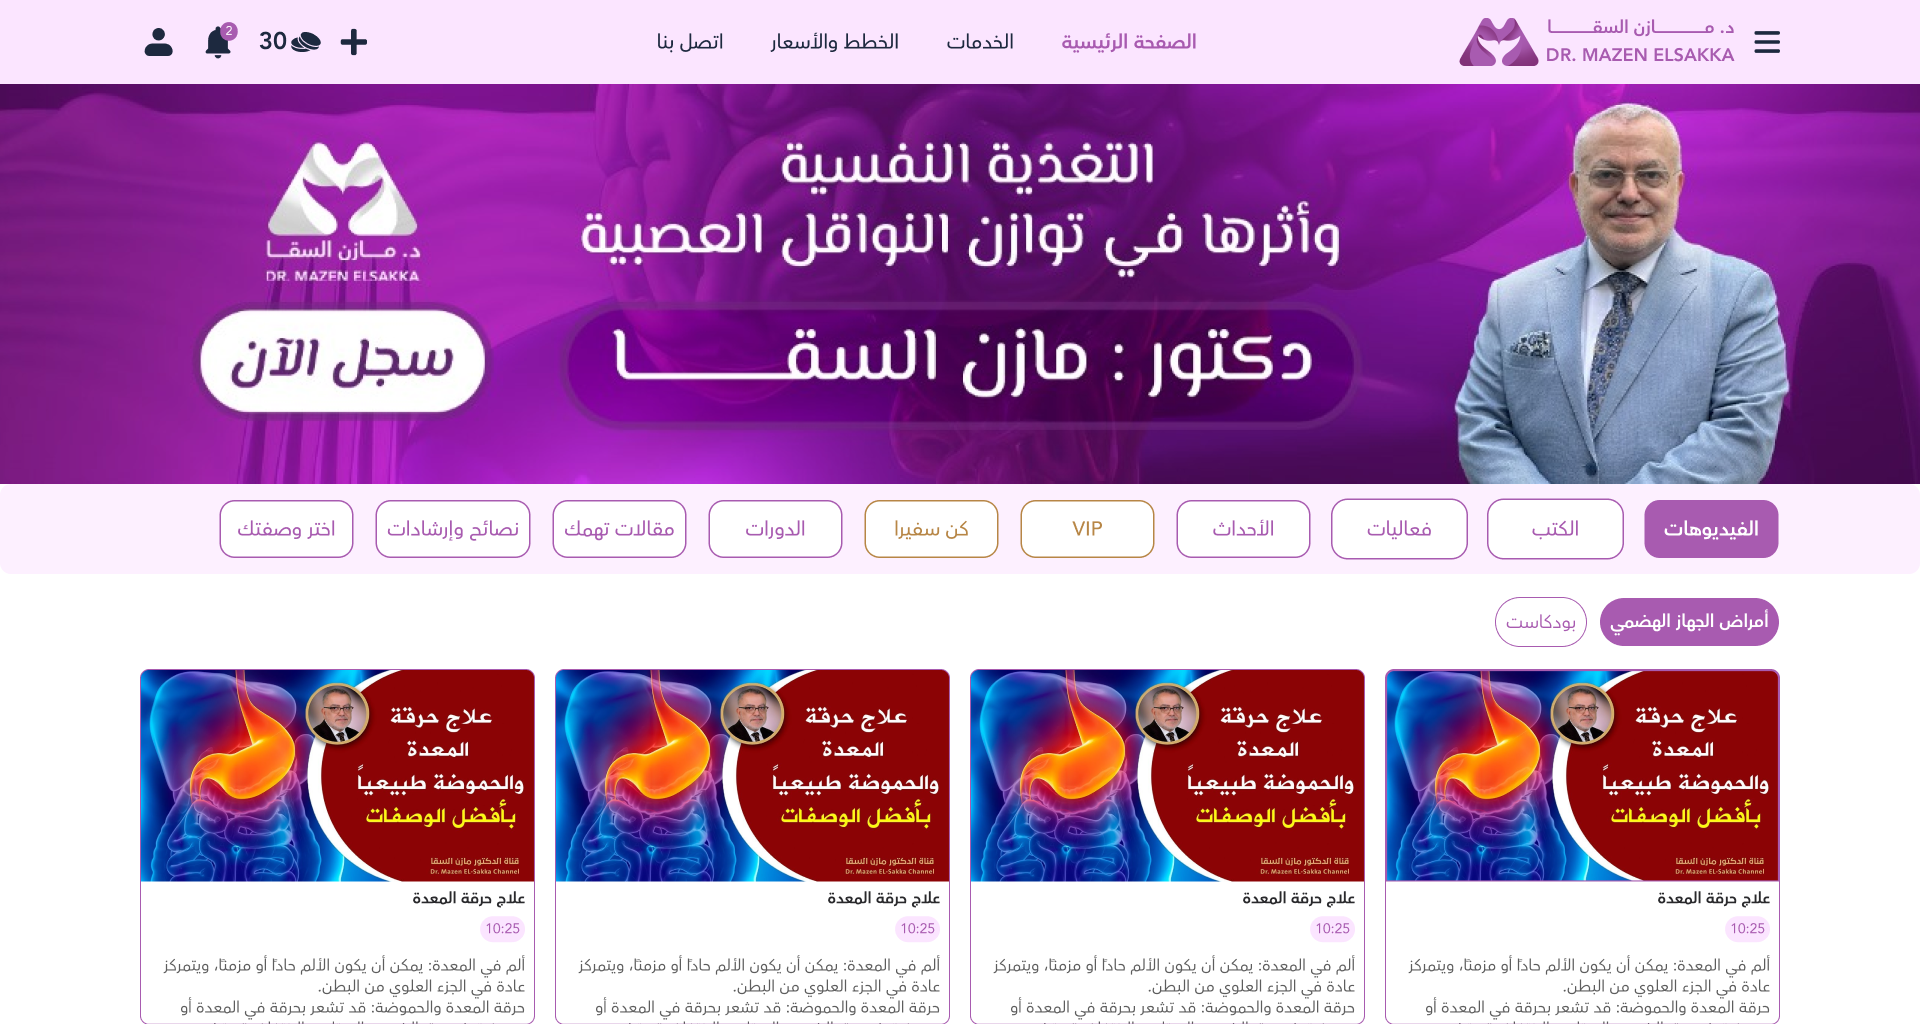 د. مـــازن السقـــا
DR. MAZEN ELSAKKA
الصفحة الرئيسية
الخدمات
الخطط والأسعار
اتصل بنا
30
2
التغذية النفسية
وأثرها في توازن النواقل العصبية
دكتور : مازن السقـــــا
د. مـازن السقـا
DR. MAZEN ELSAKKA
سجل الآن
الفيديوهات
الكتب
فعاليات
الأحداث
VIP
كن سفيرا
الدورات
مقالات تهمك
نصائح وإرشادات
اختر وصفتك
أمراض الجهاز الهضمي
بودكاست
علاج حرقة
المعدة
والحموضة طبيعياً
بأفضل الوصفات
قناة الدكتور مازن السقا
Dr. Mazen EL-Sakka Channel
علاج حرقة المعدة
10:25
ألم في المعدة: يمكن أن يكون الألم حادًا أو مزمنًا، ويتمركز
عادة في الجزء العلوي من البطن.
حرقة المعدة والحموضة: قد تشعر بحرقة في المعدة أو
علاج حرقة
المعدة
والحموضة طبيعياً
بأفضل الوصفات
قناة الدكتور مازن السقا
Dr. Mazen EL-Sakka Channel
علاج حرقة المعدة
10:25
ألم في المعدة: يمكن أن يكون الألم حادًا أو مزمنًا، ويتمركز
عادة في الجزء العلوي من البطن.
حرقة المعدة والحموضة: قد تشعر بحرقة في المعدة أو
علاج حرقة
المعدة
والحموضة طبيعياً
بأفضل الوصفات
قناة الدكتور مازن السقا
Dr. Mazen EL-Sakka Channel
علاج حرقة المعدة
10:25
ألم في المعدة: يمكن أن يكون الألم حادًا أو مزمنًا، ويتمركز
عادة في الجزء العلوي من البطن.
حرقة المعدة والحموضة: قد تشعر بحرقة في المعدة أو
علاج حرقة
المعدة
والحموضة طبيعياً
بأفضل الوصفات
قناة الدكتور مازن السقا
Dr. Mazen EL-Sakka Channel
علاج حرقة المعدة
10:25
ألم في المعدة: يمكن أن يكون الألم حادًا أو مزمنًا، ويتمركز
عادة في الجزء العلوي من البطن.
حرقة المعدة والحموضة: قد تشعر بحرقة في المعدة أو